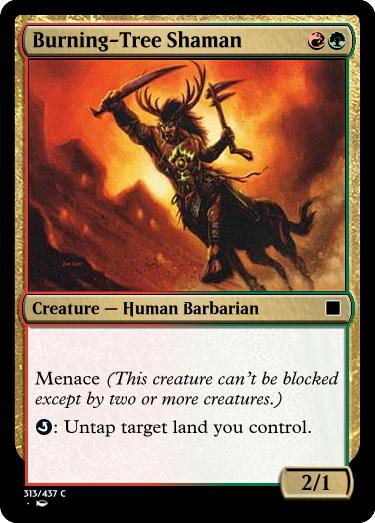 Burning-Tree Shaman
Creature — Human Barbarian
Menace (This creature can't be blocked
except by two or more creatures.)
: Untap target land you control.
2/1
313/437 C